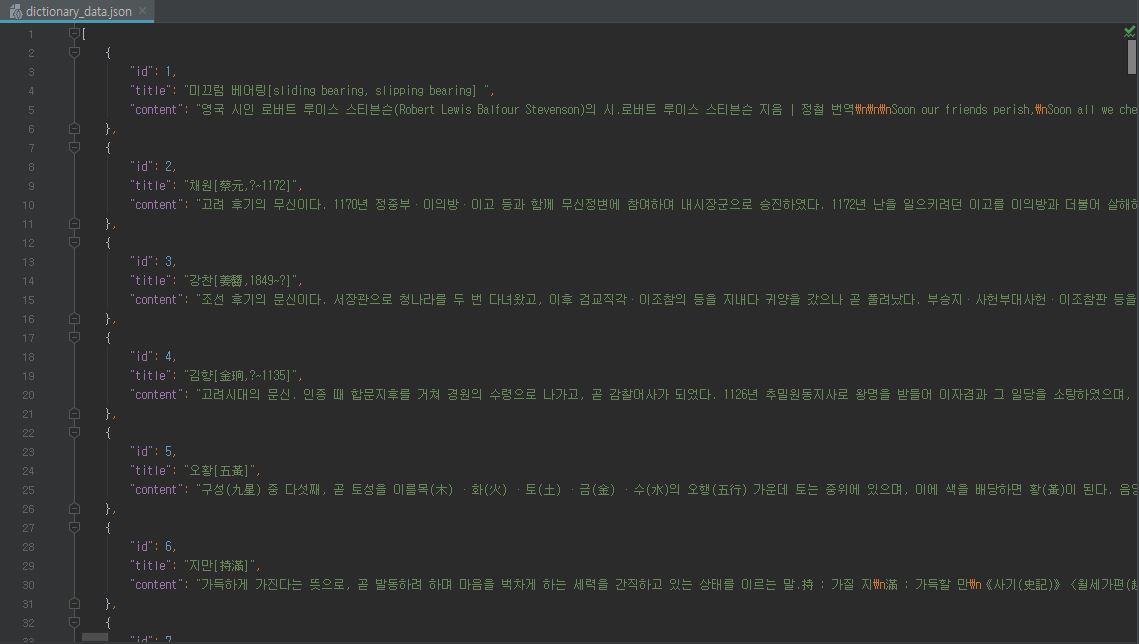 dictionary_data.json
1 [
2 {
3 "id": 1,
4 "title": "미끄럼 베어링[sliding bearing, slipping bearing] ",
5 "content": "영국 시인 로버트 루이스 스티븐슨(Robert Lewis Balfour Stevenson)의 시.로버트 루이스 스티븐슨 지음 | 정철 번역₩n₩n₩nSoon our friends perish,₩nSoon all we che
6 },
7 {
8 "id": 2,
9 "title": "채원[蔡元,?~1172]",
10 "content": "고려 후기의 무신이다. 1170년 정중부·이의방·이고 등과 함께 무신정변에 참여하여 내시장군으로 승진하였다. 1172년 난을 일으키려던 이고를 이의방과 더불어 살해하
11 },
12 {
13 "id": 3,
14 "title": "강찬[姜酇,1849~?]",
15 "content": "조선 후기의 문신이다. 서장관으로 청나라를 두 번 다녀왔고, 이후 검교직각·이조참의 등을 지내다 귀양을 갔으나 곧 풀려났다. 부승지·사헌부대사헌·이조참판 등을
16 },
17 {
18 "id": 4,
19 "title": "김향[金珦,?~1135]",
20 "content": "고려시대의 문신. 인종 때 합문지후를 거쳐 경원의 수령으로 나가고, 곧 감찰어사가 되었다. 1126년 추밀원동지사로 왕명을 받들어 이자겸과 그 일당을 소탕하였으며,
21 },
22 {
23 "id": 5,
24 "title": "오황[五黃]",
25 "content": "구성(九星) 중 다섯째, 곧 토성을 이름목(木) ·화(火) ·토(土) ·금(金) ·수(水)의 오행(五行) 가운데 토는 중위에 있으며, 이에 색을 배당하면 황(黃)이 된다. 음양
26 },
27 {
28 "id": 6,
29 "title": "지만[持滿]",
30 "content": "가득하게 가진다는 뜻으로, 곧 발동하려 하며 마음을 벅차게 하는 세력을 간직하고 있는 상태를 이르는 말.持 : 가질 지₩n滿 : 가득할 만₩n《사기(史記)》〈월세가편(越
31 },
32 {
33 "id": 7